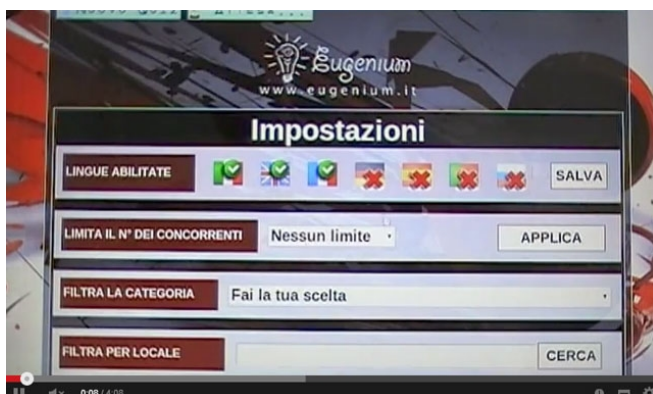 Eugenium
www.eugenium.it
Impostazioni
LINGUE ABILITATE
SALVA
LIMITA IL N° DEI CONCORRENTI
Nessun limite
APPLICA
FILTRA LA CATEGORIA
Fai la tua scelta
FILTRA PER LOCALE
CERCA
0:08 / 4:08